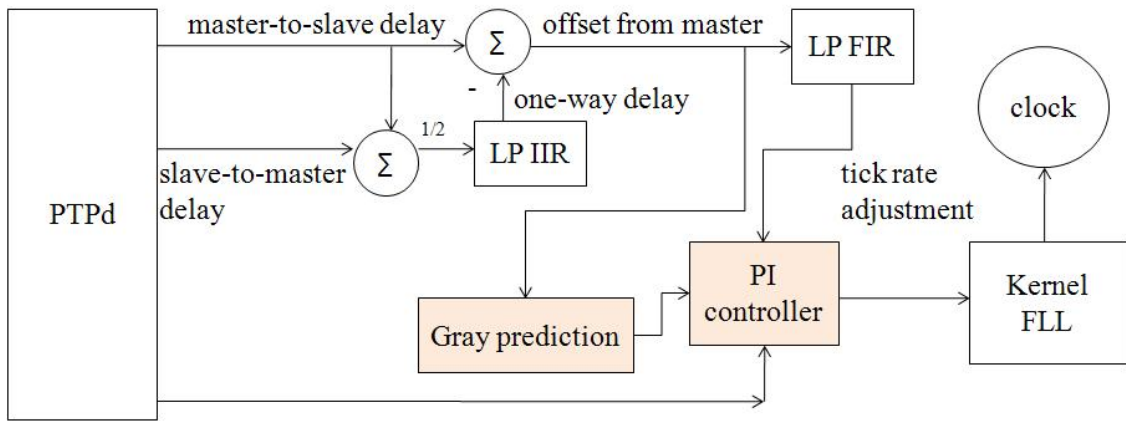 master-to-slave delay
Σ
offset from master
LP FIR
-
one-way delay
clock
1/2
Σ
LP IIR
slave-to-master
delay
PTPd
tick rate
adjustment
PI
controller
Kernel
FLL
Gray prediction